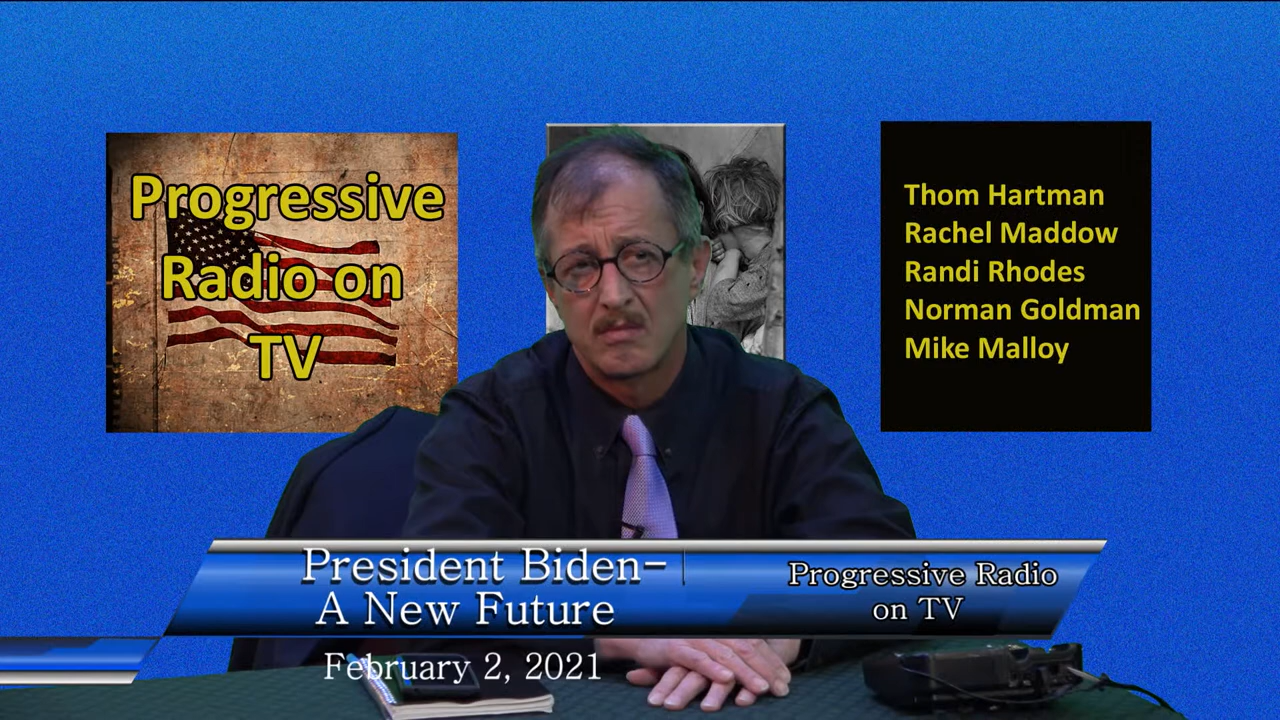 Progressive
Radio on
TV
Thom Hartman
Rachel Maddow
Randi Rhodes
Norman Goldman
Mike Malloy
President Biden-
A New Future
Progressive Radio
on TV
February 2, 2021